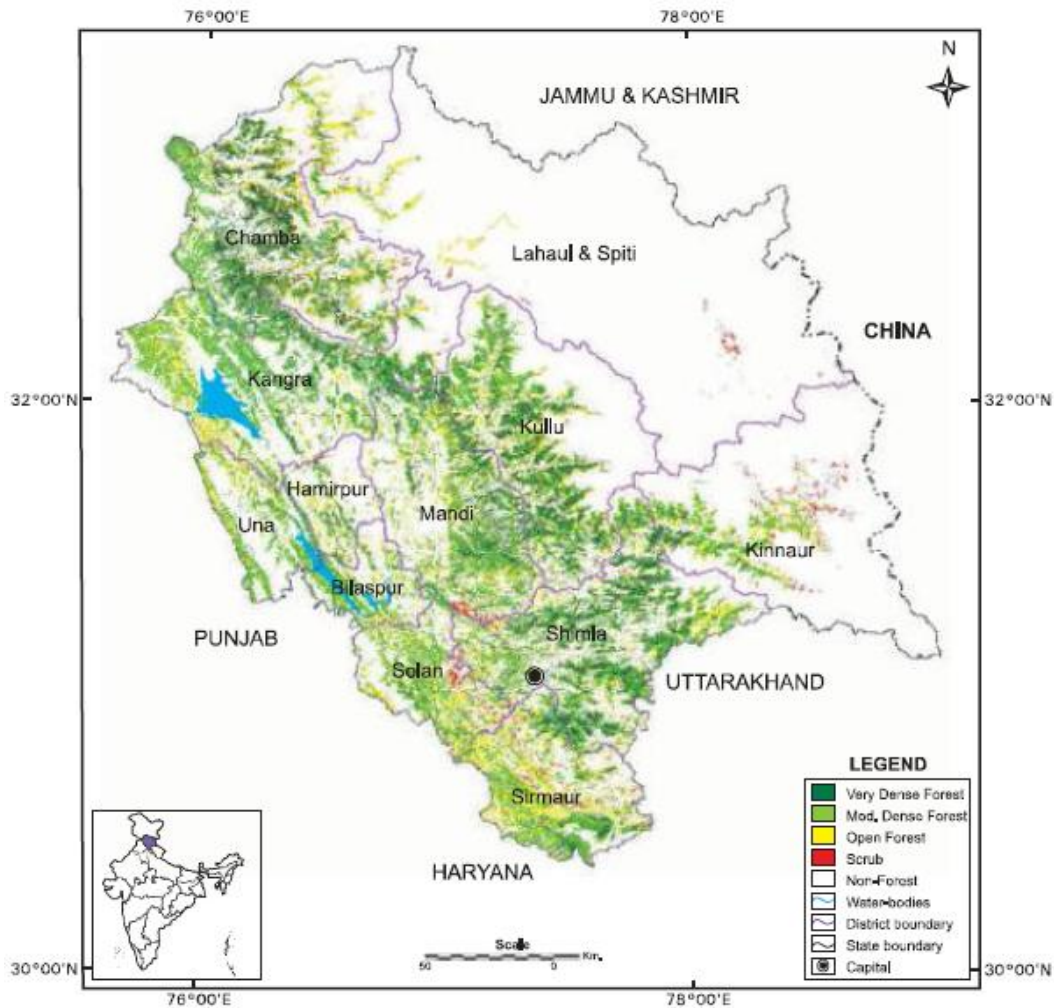 76°00'E
78°00'E
N
JAMMU & KASHMIR
Chamba
Lahaul & Spiti
CHINA
Kangra
32°00'N
32°00'N
Kullu
Hamirpur
Mandi
Una
Kinnaur
Bilaspur
PUNJAB
Shimla
Solan
UTTARAKHAND
LEGEND
Very Dense Forest
Mod. Dense Forest
Open Forest
Scrub
Non-Forest
Water-bodies
District boundary
State boundary
Capital
Sirmaur
HARYANA
Scale
50
0
Km.
30°00'N
30°00'N
76°00'E
78°00'E